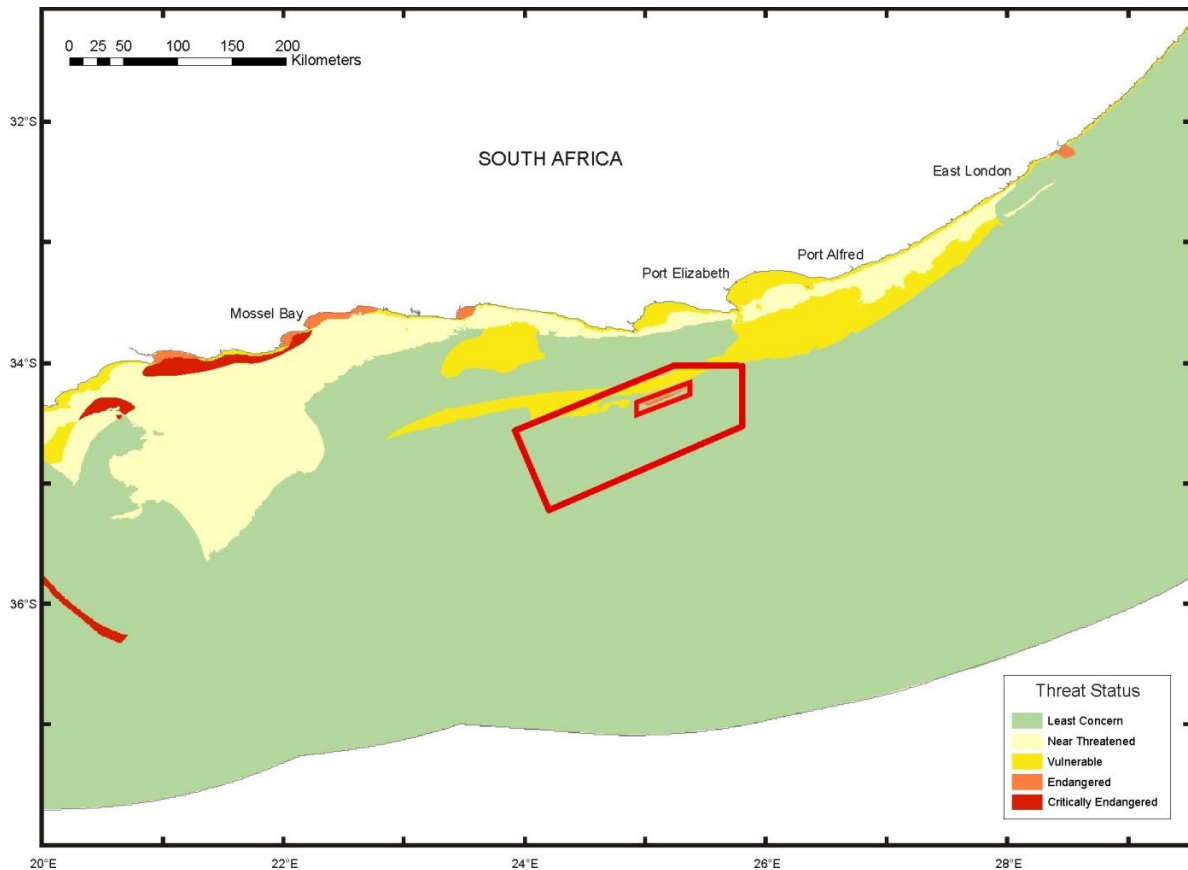 0 25 50 100 150 200
Kilometers
32°S
SOUTH AFRICA
East London
Port Alfred
Port Elizabeth
Mossel Bay
34°S
36°S
Threat Status
Least Concern
Near Threatened
Vulnerable
Endangered
Critically Endangered
20°E 22°E 24°E 26°E 28°E